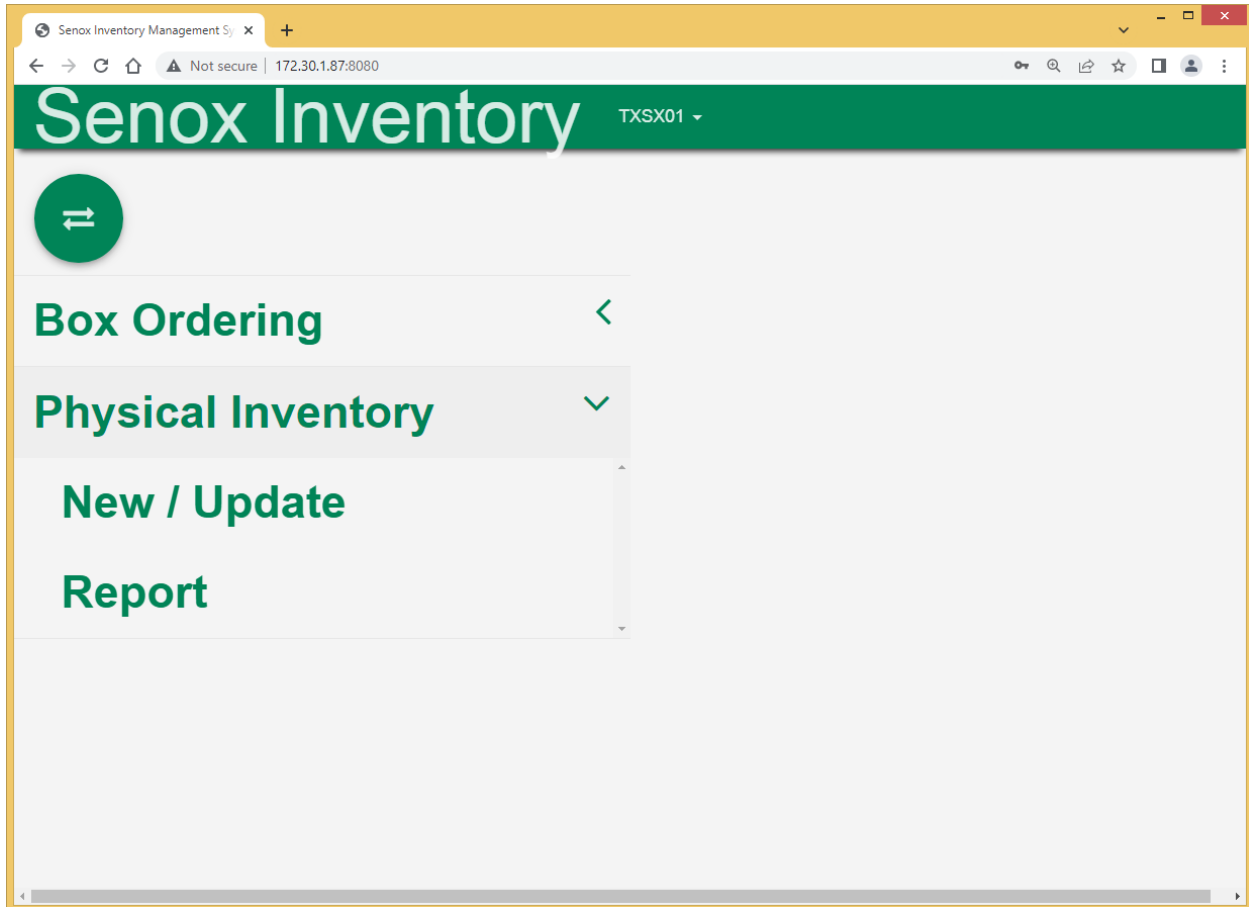 Senox Inventory Management Sy
Not secure | 172.30.1.87:8080
Senox Inventory
TXSX01
Box Ordering
Physical Inventory
New / Update
Report